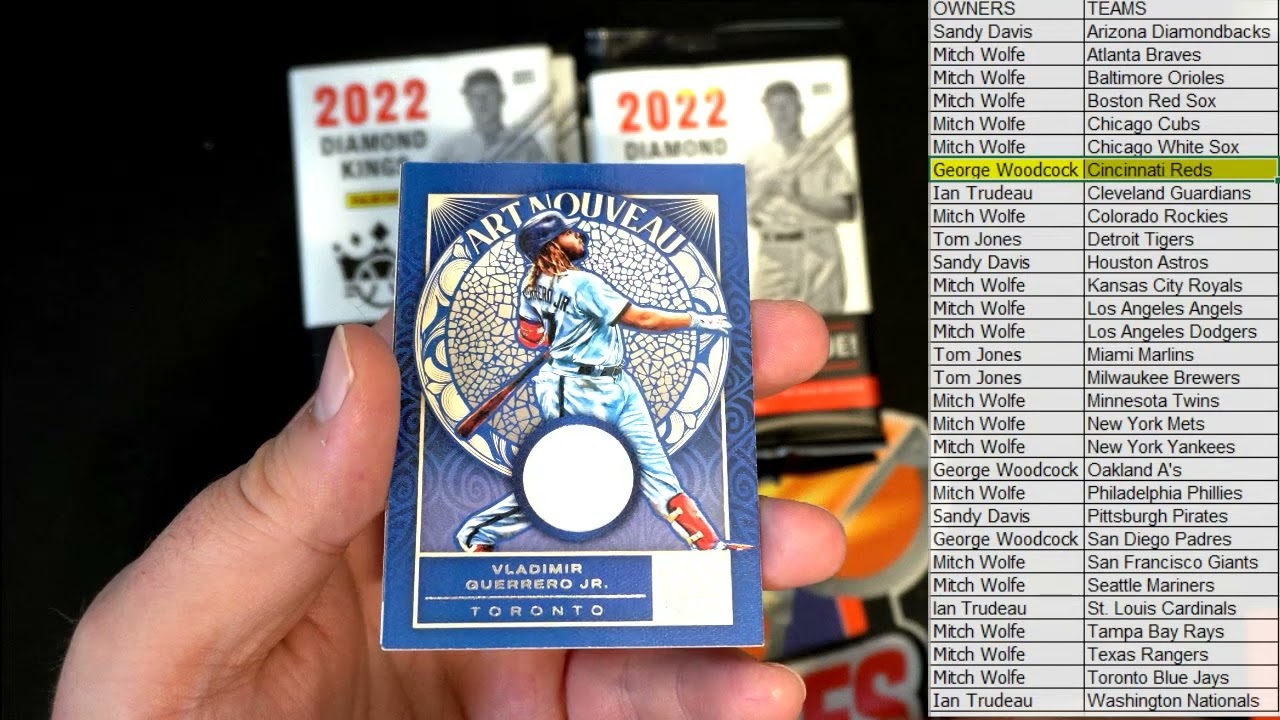 2022
DIAMOND
KING
PANINI
2022
DIAMOND
ART NOUVEAU
GUERRERO JR.
VLADIMIR
GUERRERO JR.
TORONTO
OWNERS TEAMS
Sandy Davis Arizona Diamondbacks
Mitch Wolfe Atlanta Braves
Mitch Wolfe Baltimore Orioles
Mitch Wolfe Boston Red Sox
Mitch Wolfe Chicago Cubs
Mitch Wolfe Chicago White Sox
George Woodcock Cincinnati Reds
Ian Trudeau Cleveland Guardians
Mitch Wolfe Colorado Rockies
Tom Jones Detroit Tigers
Sandy Davis Houston Astros
Mitch Wolfe Kansas City Royals
Mitch Wolfe Los Angeles Angels
Mitch Wolfe Los Angeles Dodgers
Tom Jones Miami Marlins
Tom Jones Milwaukee Brewers
Mitch Wolfe Minnesota Twins
Mitch Wolfe New York Mets
Mitch Wolfe New York Yankees
George Woodcock Oakland A's
Mitch Wolfe Philadelphia Phillies
Sandy Davis Pittsburgh Pirates
George Woodcock San Diego Padres
Mitch Wolfe San Francisco Giants
Mitch Wolfe Seattle Mariners
Ian Trudeau St. Louis Cardinals
Mitch Wolfe Tampa Bay Rays
Mitch Wolfe Texas Rangers
Mitch Wolfe Toronto Blue Jays
Ian Trudeau Washington Nationals